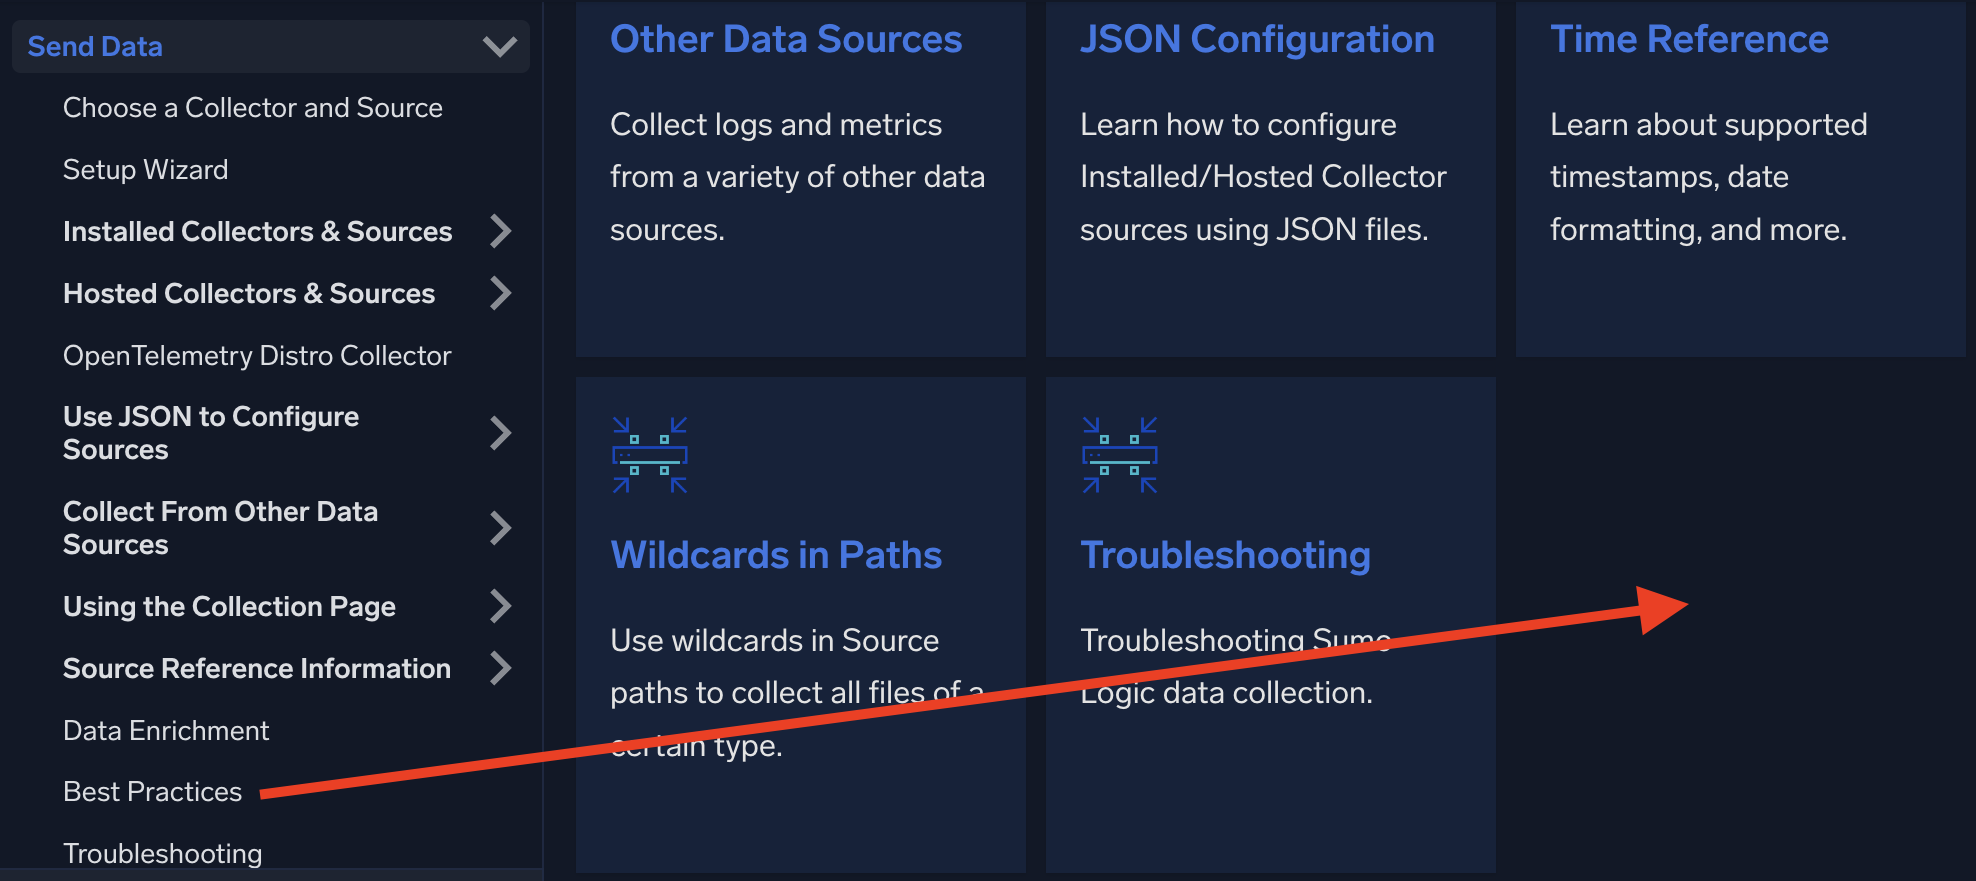 Send Data
Choose a Collector and Source
Setup Wizard
Installed Collectors & Sources
Hosted Collectors & Sources
OpenTelemetry Distro Collector
Use JSON to Configure
Sources
Collect From Other Data
Sources
Using the Collection Page
Source Reference Information
Data Enrichment
Best Practices
Troubleshooting
Other Data Sources
Collect logs and metrics
from a variety of other data
sources.
JSON Configuration
Learn how to configure
Installed/Hosted Collector
sources using JSON files.
Time Reference
Learn about supported
timestamps, date
formatting, and more.
Wildcards in Paths
Use wildcards in Source
paths to collect all files of a
certain type.
Troubleshooting
Troubleshooting Sumo
Logic data collection.